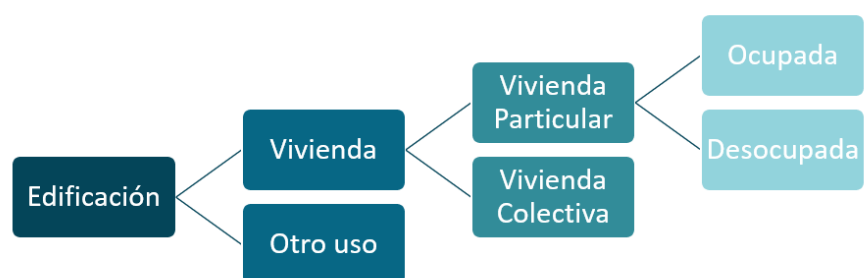 Edificación
Vivienda
Otro uso
Vivienda
Particular
Vivienda
Colectiva
Ocupada
Desocupada